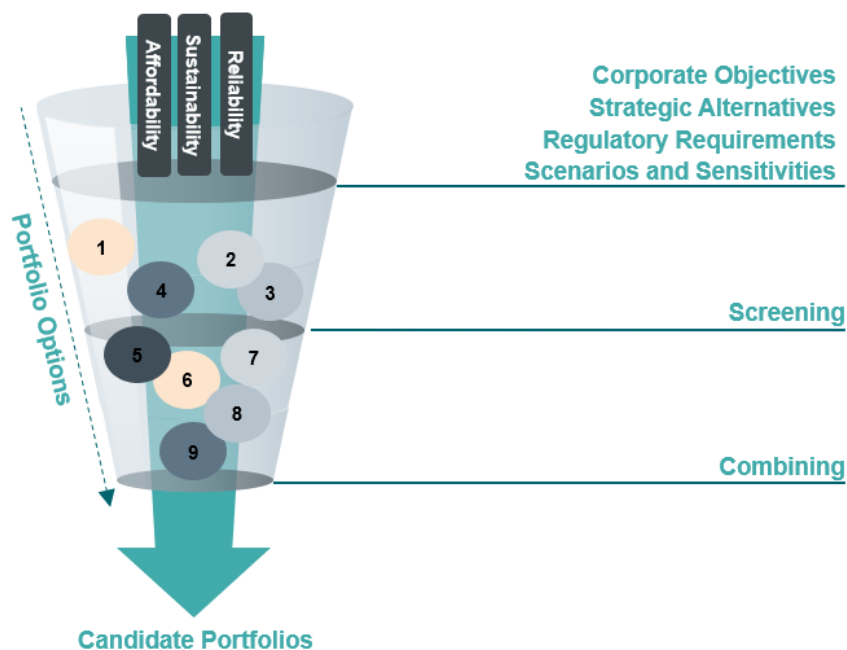 Affordability
Sustainability
Reliability
Corporate Objectives
Strategic Alternatives
Regulatory Requirements
Scenarios and Sensitivities
Portfolio Options
1
2
4
3
Screening
5
7
6
8
9
Combining
Candidate Portfolios